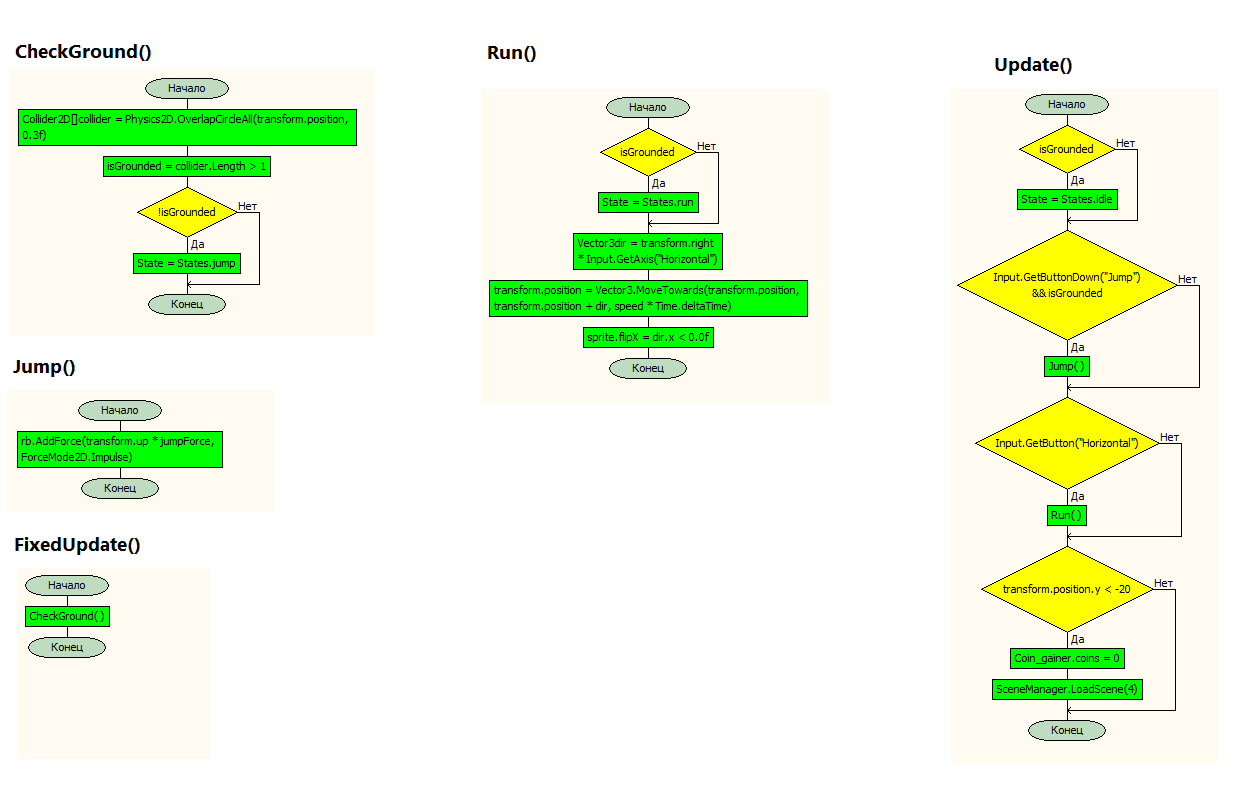 CheckGround()
Начало
Collider2D[]collider = Physics2D.OverlapCircleAll(transform.position,
0.3f)
isGrounded = collider.Length > 1
!isGrounded
Нет
Да
State = States.jump
Конец
Jump()
Начало
rb.AddForce(transform.up * jumpForce,
ForceMode2D.Impulse)
Конец
FixedUpdate()
Начало
CheckGround( )
Конец
Run()
Начало
isGrounded
Нет
Да
State = States.run
Vector3dir = transform.right
* Input.GetAxis("Horizontal")
transform.position = Vector3.MoveTowards(transform.position,
transform.position + dir, speed * Time.deltaTime)
sprite.flipX = dir.x < 0.0f
Конец
Update()
Начало
isGrounded
Нет
Да
State = States.idle
Input.GetButtonDown("Jump")
&& isGrounded
Нет
Да
Jump( )
Input.GetButton("Horizontal")
Нет
Да
Run( )
transform.position.y < -20
Нет
Да
Coin_gainer.coins = 0
SceneManager.LoadScene(4)
Конец